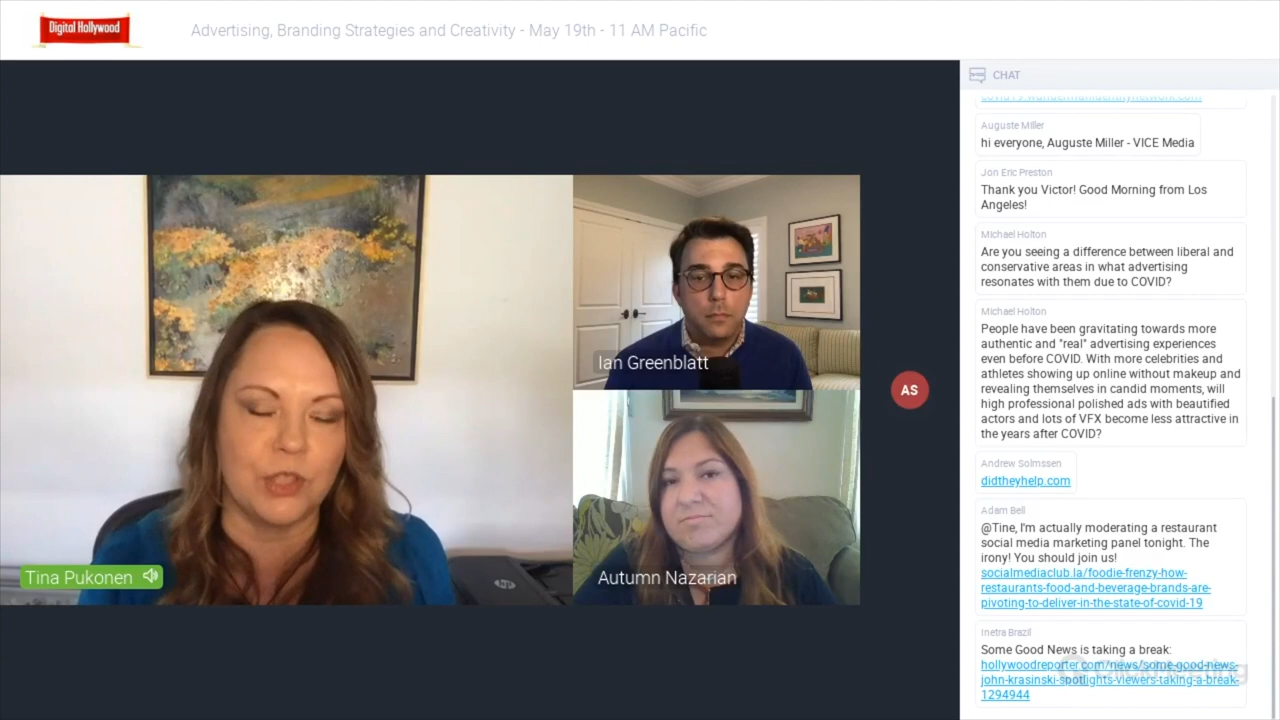 Digital Hollywood
Advertising, Branding Strategies and Creativity - May 19th - 11 AM Pacific
CHAT
covid19.wundermanidentitynetwork.com
Auguste Miller
hi everyone, Auguste Miller - VICE Media
Jon Eric Preston
Thank you Victor! Good Morning from Los
Angeles!
Michael Holton
Are you seeing a difference between liberal and
conservative areas in what advertising
resonates with them due to COVID?
Michael Holton
People have been gravitating towards more
authentic and "real" advertising experiences
even before COVID. With more celebrities and
athletes showing up online without makeup and
revealing themselves in candid moments, will
high professional polished ads with beautified
actors and lots of VFX become less attractive in
the years after COVID?
Andrew Solmssen
didtheyhelp.com
Adam Bell
@Tine, I'm actually moderating a restaurant
social media marketing panel tonight. The
irony! You should join us!
socialmediaclub.la/foodie-frenzy-how-
restaurants-food-and-beverage-brands-are-
pivoting-to-deliver-in-the-state-of-covid-19
Inetra Brazil
Some Good News is taking a break:
hollywoodreporter.com/news/some-good-news-
john-krasinski-spotlights-viewers-taking-a-break-
1294944
ClickMeeting
Ian Greenblatt
AS
hp
Tina Pukonen
Autumn Nazarian